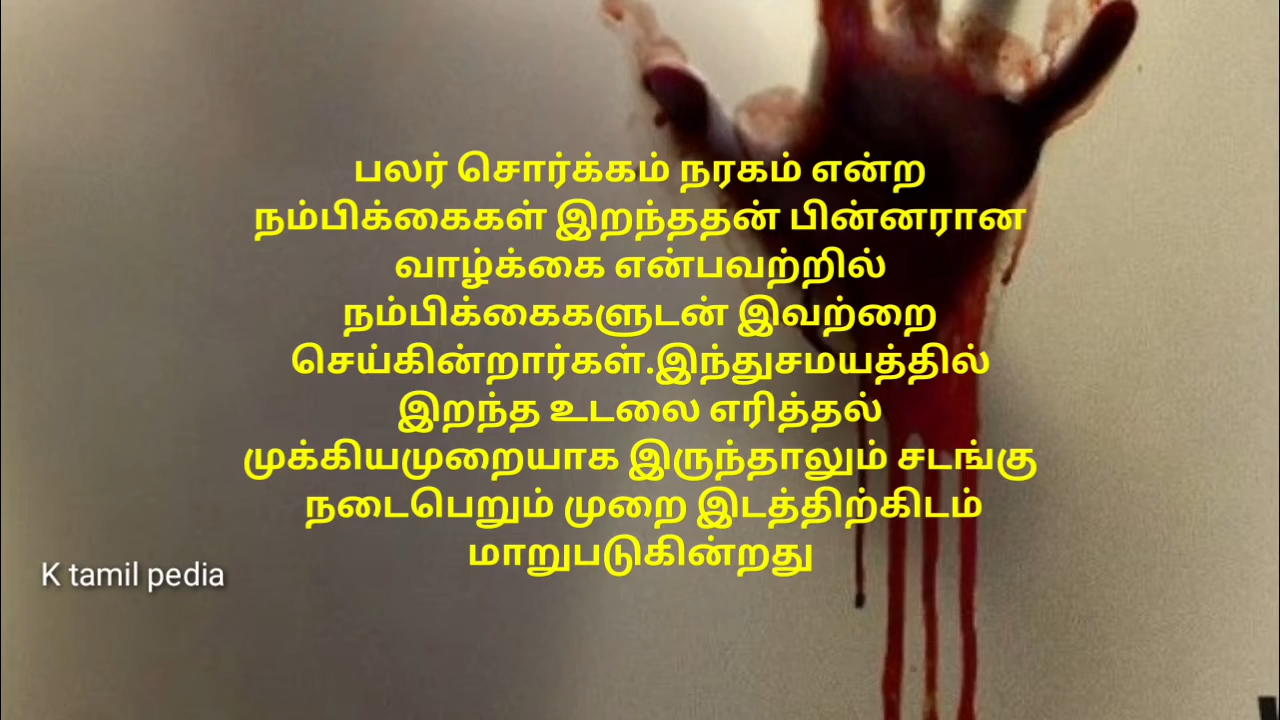 பலர் சொர்க்கம் நரகம் என்ற
நம்பிக்கைகள் இறந்ததன் பின்னரான
வாழ்க்கை என்பவற்றில்
நம்பிக்கைகளுடன் இவற்றை
செய்கின்றார்கள்.இந்துசமயத்தில்
இறந்த உடலை எரித்தல்
முக்கியமுறையாக இருந்தாலும் சடங்கு
நடைபெறும் முறை இடத்திற்கிடம்
மாறுபடுகின்றது
K tamil pedia